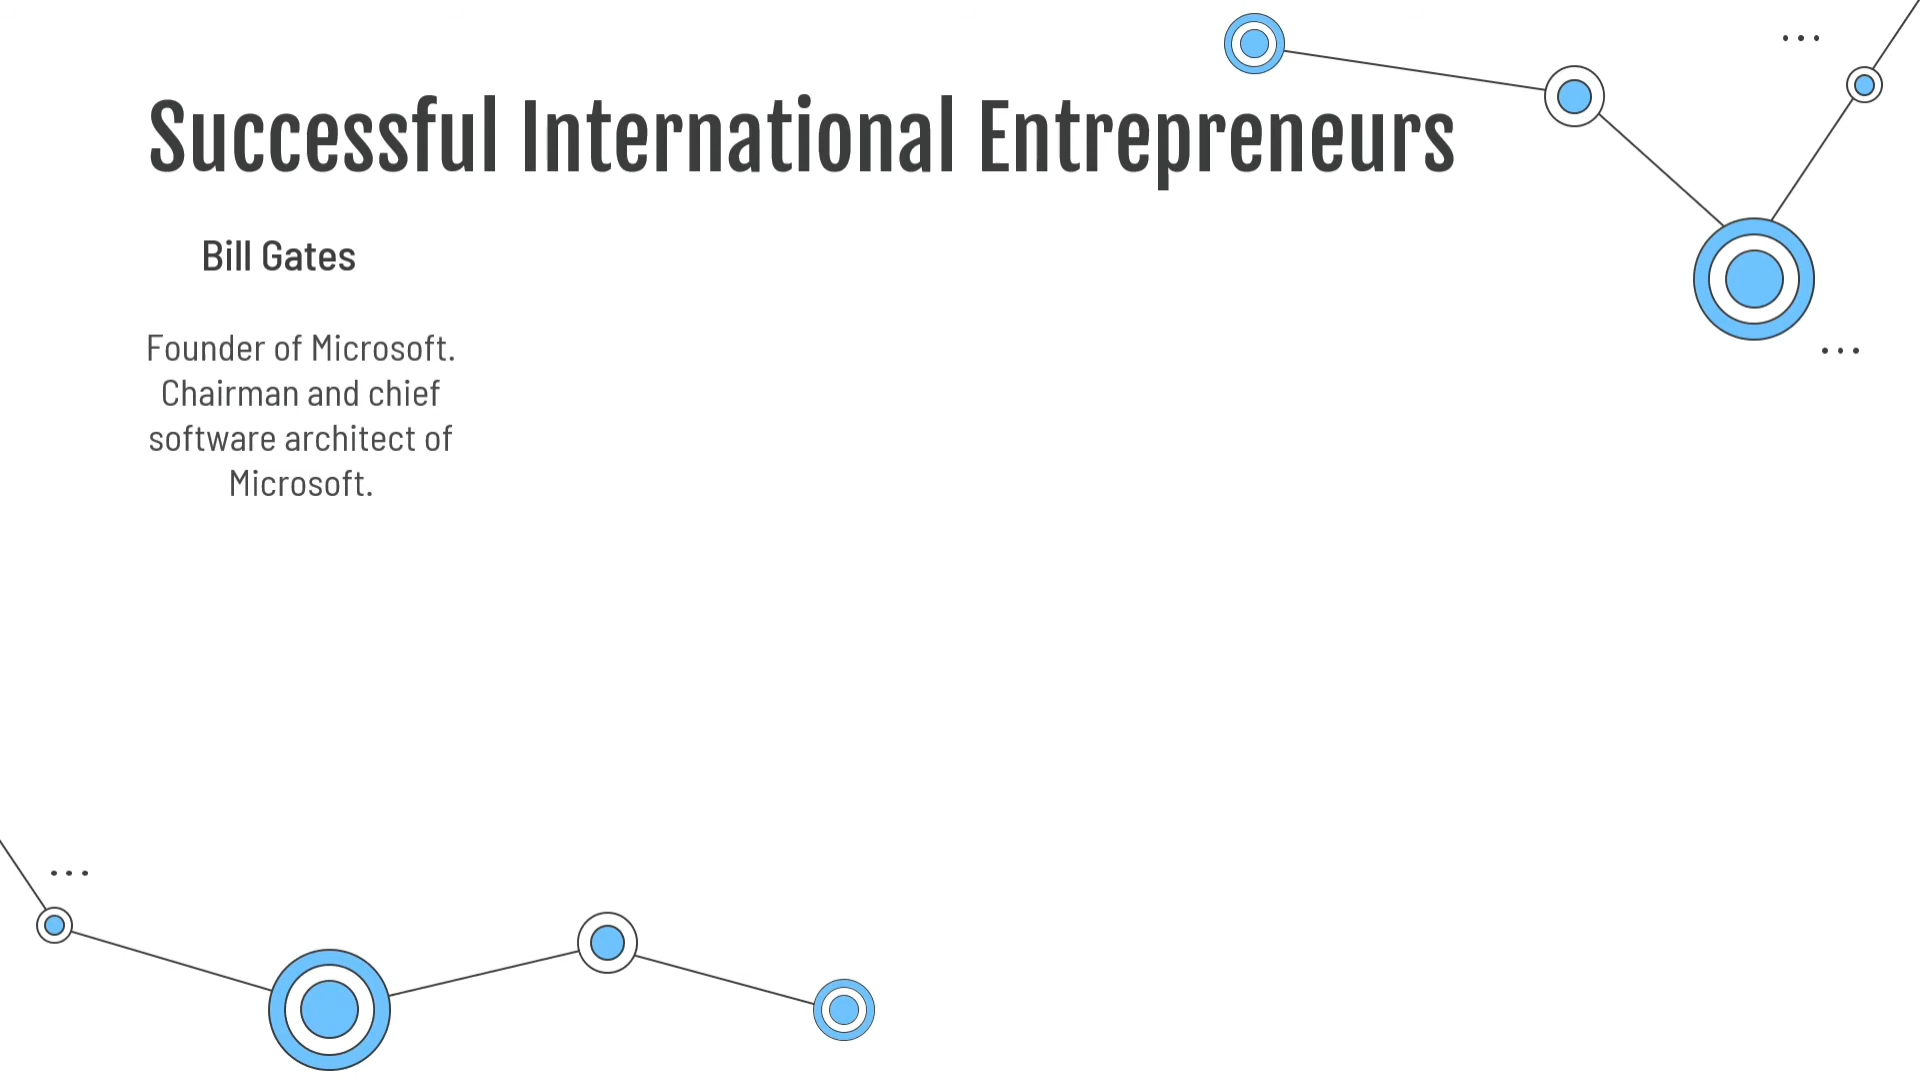 Successful International Entrepreneurs
Bill Gates
Founder of Microsoft.
Chairman and chief
software architect of
Microsoft.